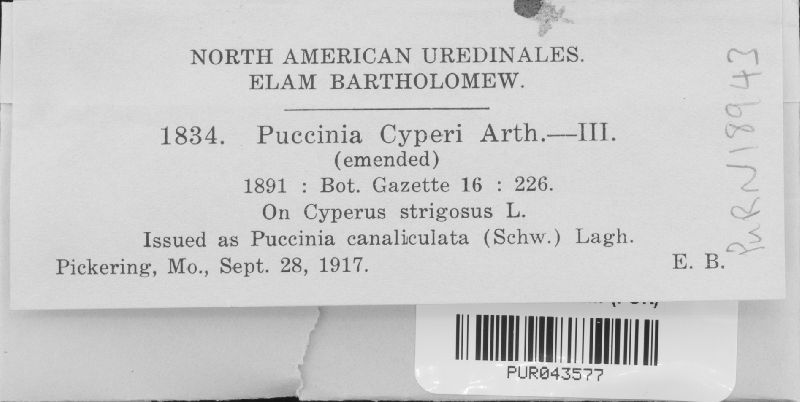 NORTH AMERICAN UREDINALES.
ELAM BARTHOLOMEW.
1834. Puccinia Cyperi Arth.—III.
(emended)
1891 : Bot. Gazette 16 : 226.
On Cyperus strigosus L.
Issued as Puccinia canaliculata (Schw.) Lagh.
Pickering, Mo., Sept. 28, 1917.
E. B.
PURN18943
PUR043577